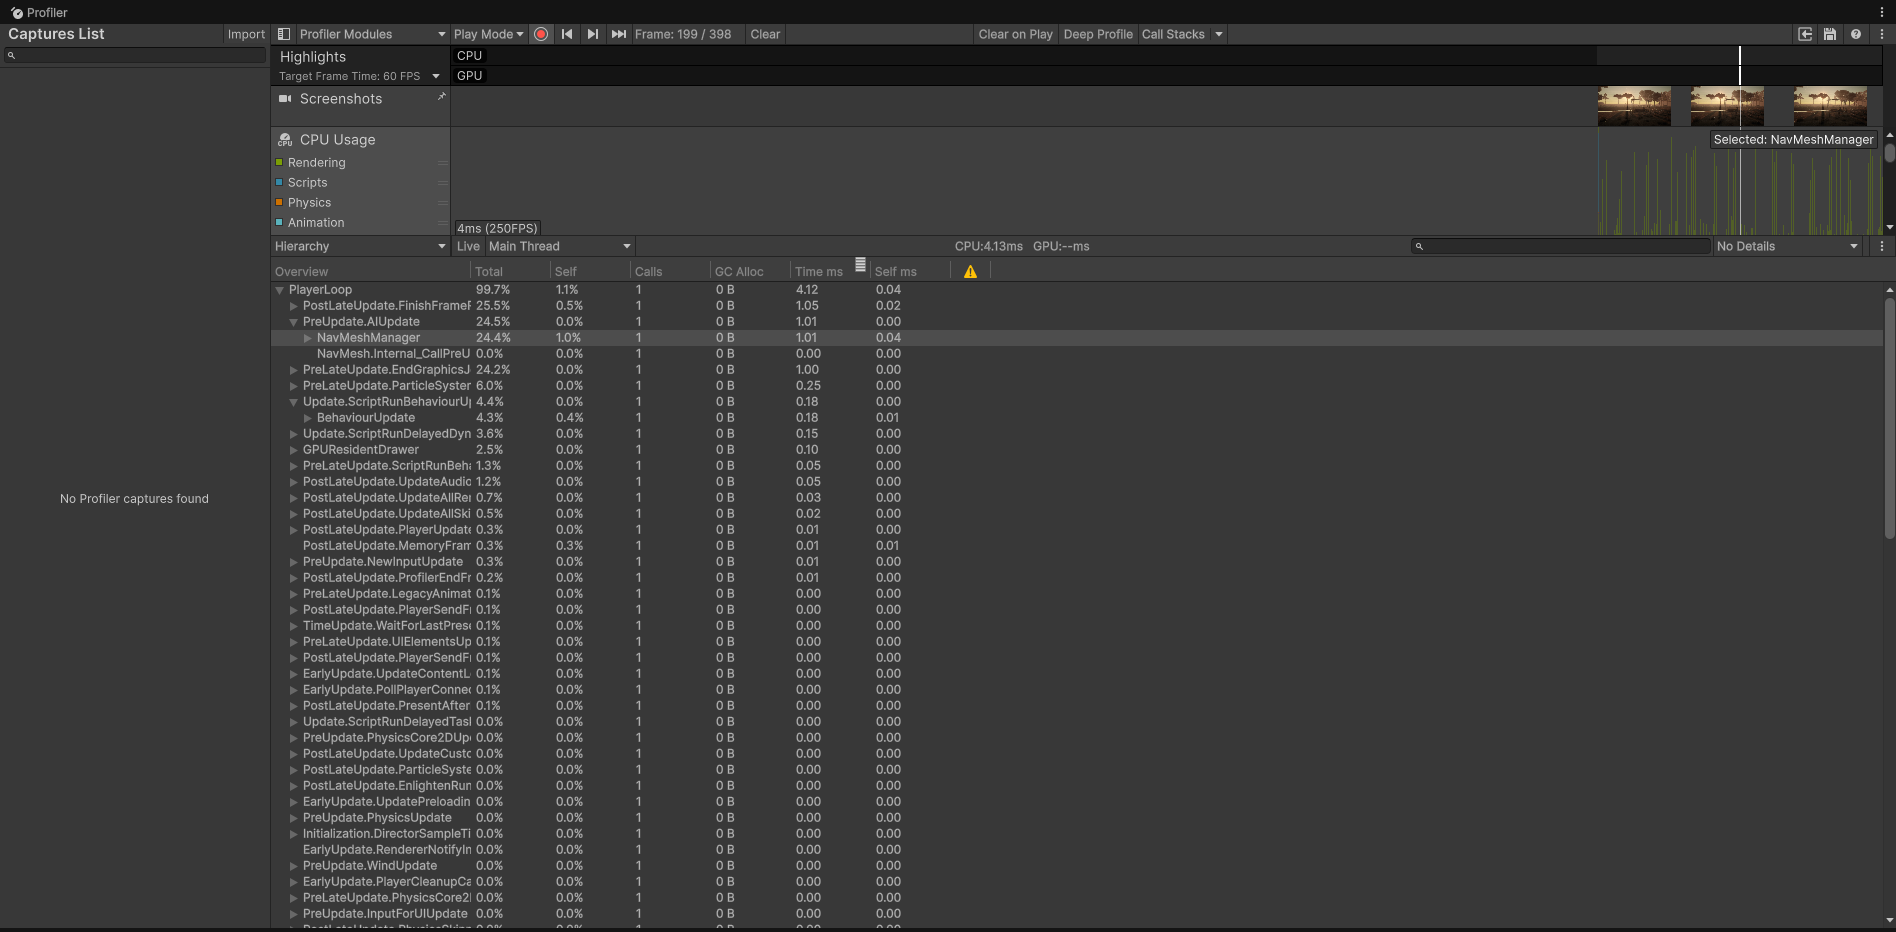 Profiler
Captures List
Import
Profiler Modules
Play Mode
Frame: 199 / 398
Clear
Clear on Play
Deep Profile
Call Stacks
Highlights
Target Frame Time: 60 FPS
CPU
GPU
Screenshots
CPU Usage
Selected: NavMeshManager
Rendering
Scripts
Physics
Animation
4ms (250FPS)
Hierarchy
Live
Main Thread
CPU:4.13ms GPU:--ms
No Details
No Profiler captures found
Overview Total Self Calls GC Alloc Time ms Self ms
PlayerLoop 99.7% 1.1% 1 0 B 4.12 0.04
PostLateUpdate.FinishFrameF 25.5% 0.5% 1 0 B 1.05 0.02
PreUpdate.AIUpdate 24.5% 0.0% 1 0 B 1.01 0.00
NavMeshManager 24.4% 1.0% 1 0 B 1.01 0.04
NavMesh.Internal_CallPreU 0.0% 0.0% 1 0 B 0.00 0.00
PreLateUpdate.EndGraphicsJ 24.2% 0.0% 1 0 B 1.00 0.00
PreLateUpdate.ParticleSyster 6.0% 0.0% 1 0 B 0.25 0.00
Update.ScriptRunBehaviourU 4.4% 0.0% 1 0 B 0.18 0.00
BehaviourUpdate 4.3% 0.4% 1 0 B 0.18 0.01
Update.ScriptRunDelayedDyn 3.6% 0.0% 1 0 B 0.15 0.00
GPUResidentDrawer 2.5% 0.0% 1 0 B 0.10 0.00
PreLateUpdate.ScriptRunBeha 1.3% 0.0% 1 0 B 0.05 0.00
PostLateUpdate.UpdateAudio 1.2% 0.0% 1 0 B 0.05 0.00
PostLateUpdate.UpdateAllRe 0.7% 0.0% 1 0 B 0.03 0.00
PostLateUpdate.UpdateAllSki 0.5% 0.0% 1 0 B 0.02 0.00
PostLateUpdate.PlayerUpdate 0.3% 0.0% 1 0 B 0.01 0.00
PostLateUpdate.MemoryFram 0.3% 0.3% 1 0 B 0.01 0.01
PreUpdate.NewInputUpdate 0.3% 0.0% 1 0 B 0.01 0.00
PostLateUpdate.ProfilerEndFr 0.2% 0.0% 1 0 B 0.01 0.00
PreLateUpdate.LegacyAnimat 0.1% 0.0% 1 0 B 0.00 0.00
PostLateUpdate.PlayerSendFr 0.1% 0.0% 1 0 B 0.00 0.00
TimeUpdate.WaitForLastPrese 0.1% 0.0% 1 0 B 0.00 0.00
PreLateUpdate.UIElementsUp 0.1% 0.0% 1 0 B 0.00 0.00
PostLateUpdate.PlayerSendFr 0.1% 0.0% 1 0 B 0.00 0.00
EarlyUpdate.UpdateContentL 0.1% 0.0% 1 0 B 0.00 0.00
EarlyUpdate.PollPlayerConnec 0.1% 0.0% 1 0 B 0.00 0.00
PostLateUpdate.PresentAfter 0.1% 0.0% 1 0 B 0.00 0.00
Update.ScriptRunDelayedTasl 0.0% 0.0% 1 0 B 0.00 0.00
PreUpdate.PhysicsCore2DUp 0.0% 0.0% 1 0 B 0.00 0.00
PostLateUpdate.UpdateCusto 0.0% 0.0% 1 0 B 0.00 0.00
PostLateUpdate.ParticleSyste 0.0% 0.0% 1 0 B 0.00 0.00
PostLateUpdate.EnlightenRun 0.0% 0.0% 1 0 B 0.00 0.00
EarlyUpdate.UpdatePreloadin 0.0% 0.0% 1 0 B 0.00 0.00
PreUpdate.PhysicsUpdate 0.0% 0.0% 1 0 B 0.00 0.00
Initialization.DirectorSampleTi 0.0% 0.0% 1 0 B 0.00 0.00
EarlyUpdate.RendererNotifyIn 0.0% 0.0% 1 0 B 0.00 0.00
PreUpdate.WindUpdate 0.0% 0.0% 1 0 B 0.00 0.00
EarlyUpdate.PlayerCleanupCa 0.0% 0.0% 1 0 B 0.00 0.00
PreLateUpdate.PhysicsCore2 0.0% 0.0% 1 0 B 0.00 0.00
PreUpdate.InputForUIUpdate 0.0% 0.0% 1 0 B 0.00 0.00